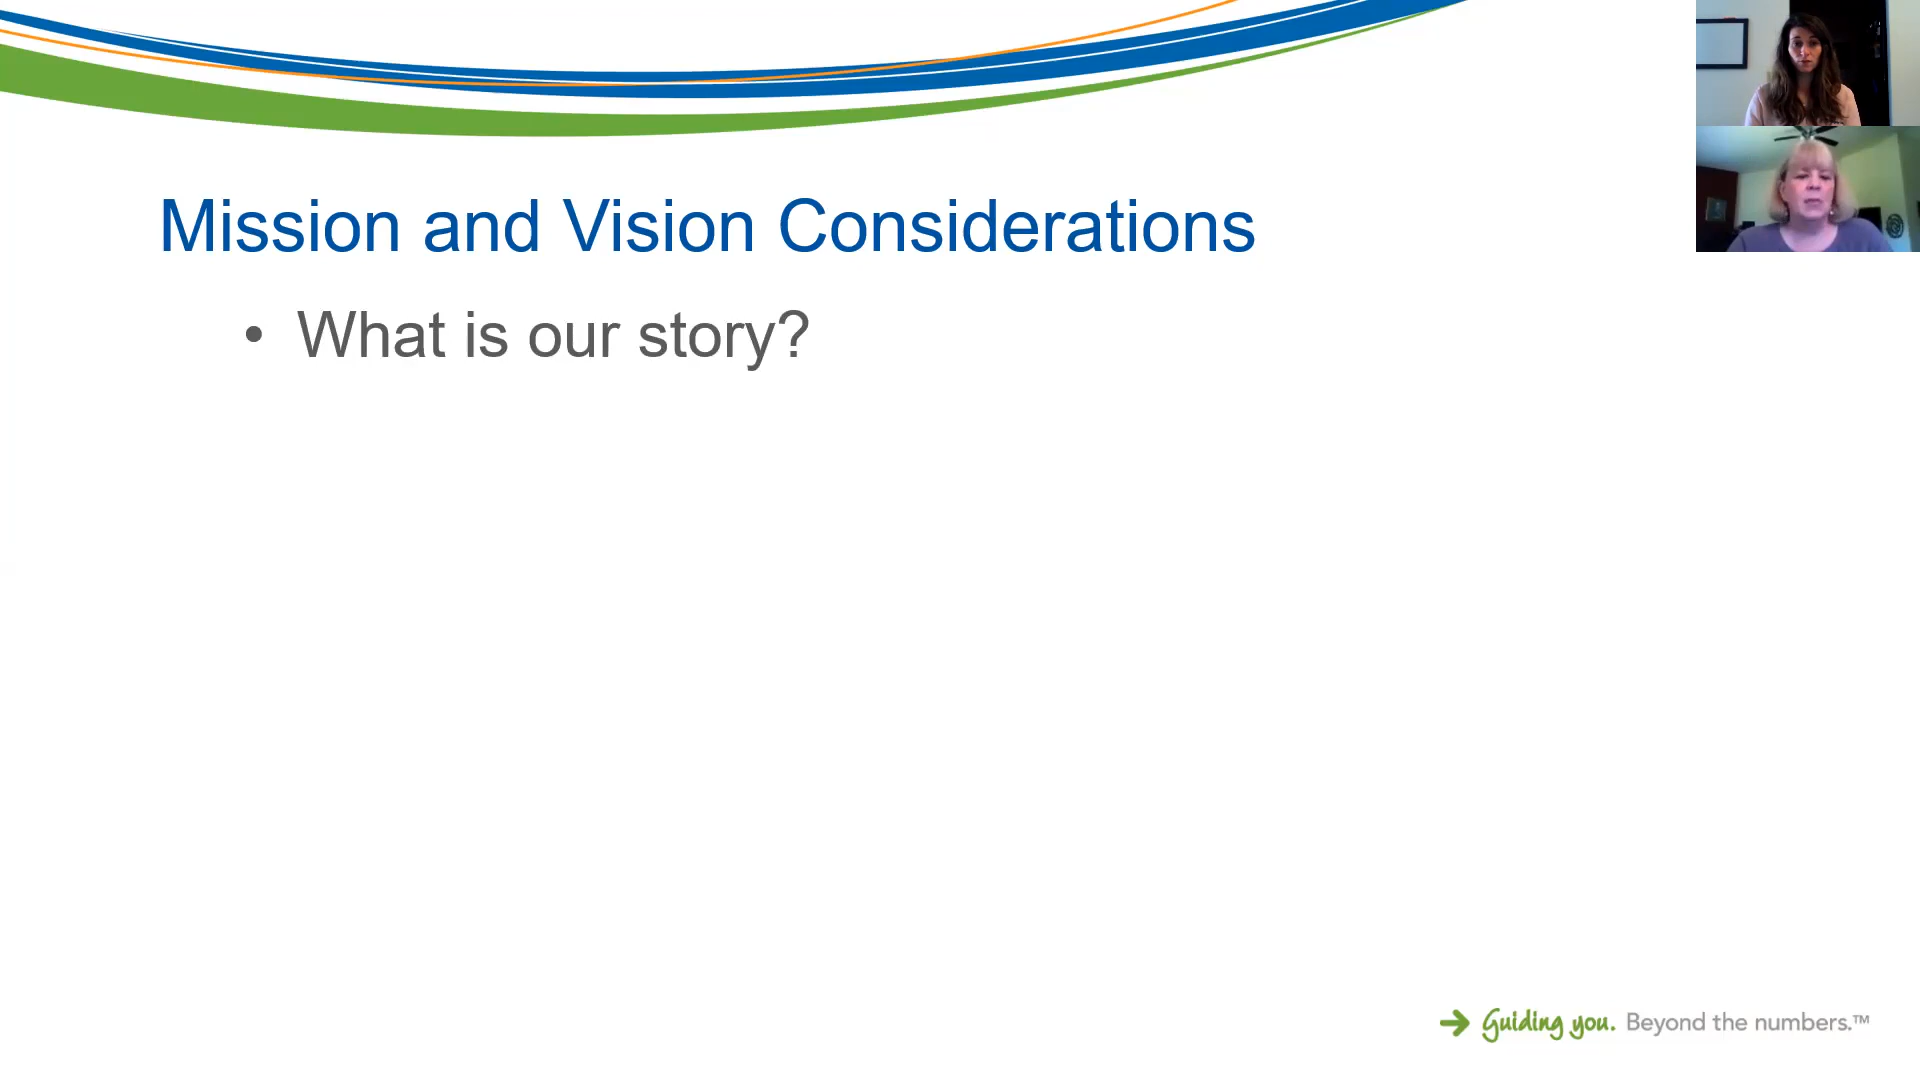 Mission and Vision Considerations
• What is our story?
Guiding you. Beyond the numbers.™